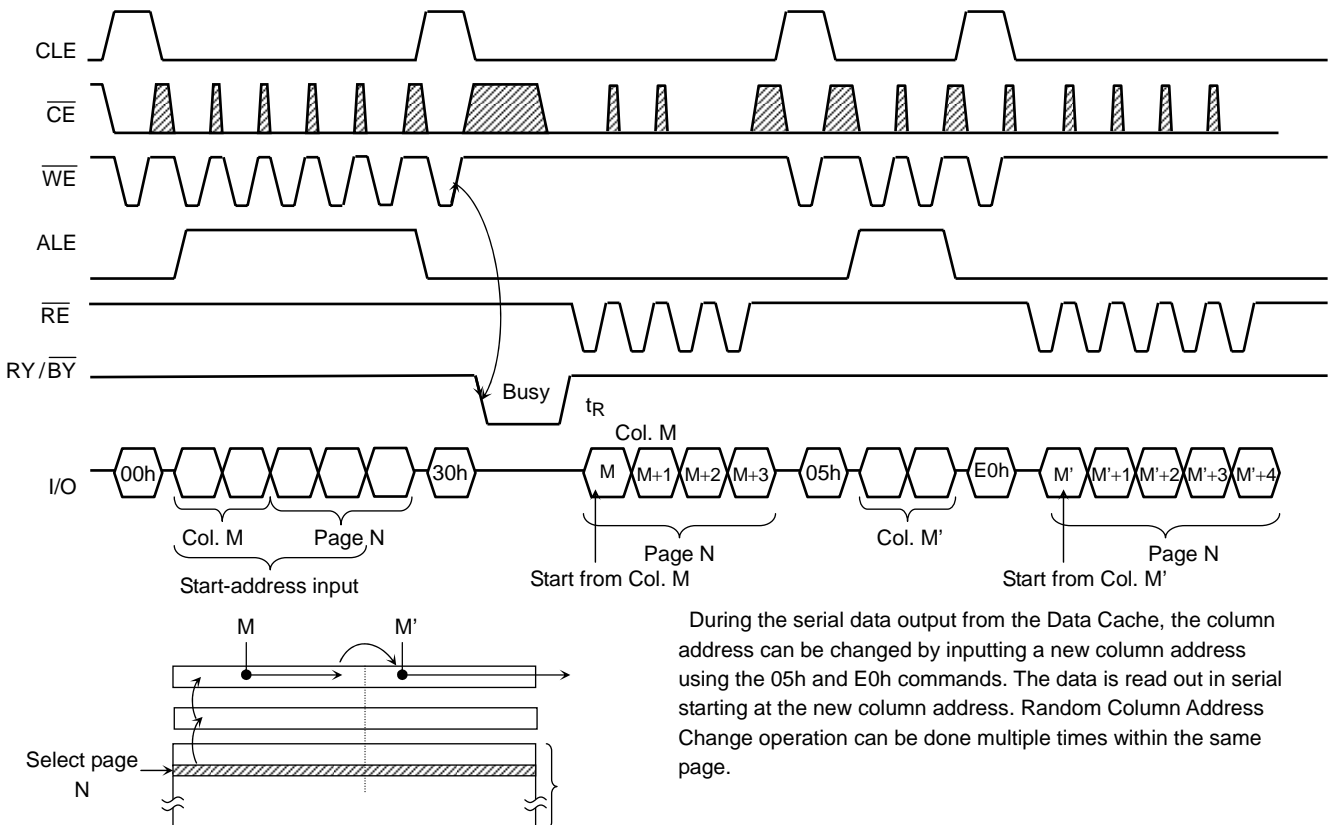 CLE
CE
WE
ALE
RE
RY/BY
Busy
tR
Col. M
I/O
00h
30h
M
M+1
M+2
M+3
05h
E0h
M'
M'+1
M'+2
M'+3
M'+4
Col. M
Page N
Page N
Col. M'
Page N
Start-address input
Start from Col. M
Start from Col. M'
M
M'
Select page
N
During the serial data output from the Data Cache, the column
address can be changed by inputting a new column address
using the 05h and E0h commands. The data is read out in serial
starting at the new column address. Random Column Address
Change operation can be done multiple times within the same
page.